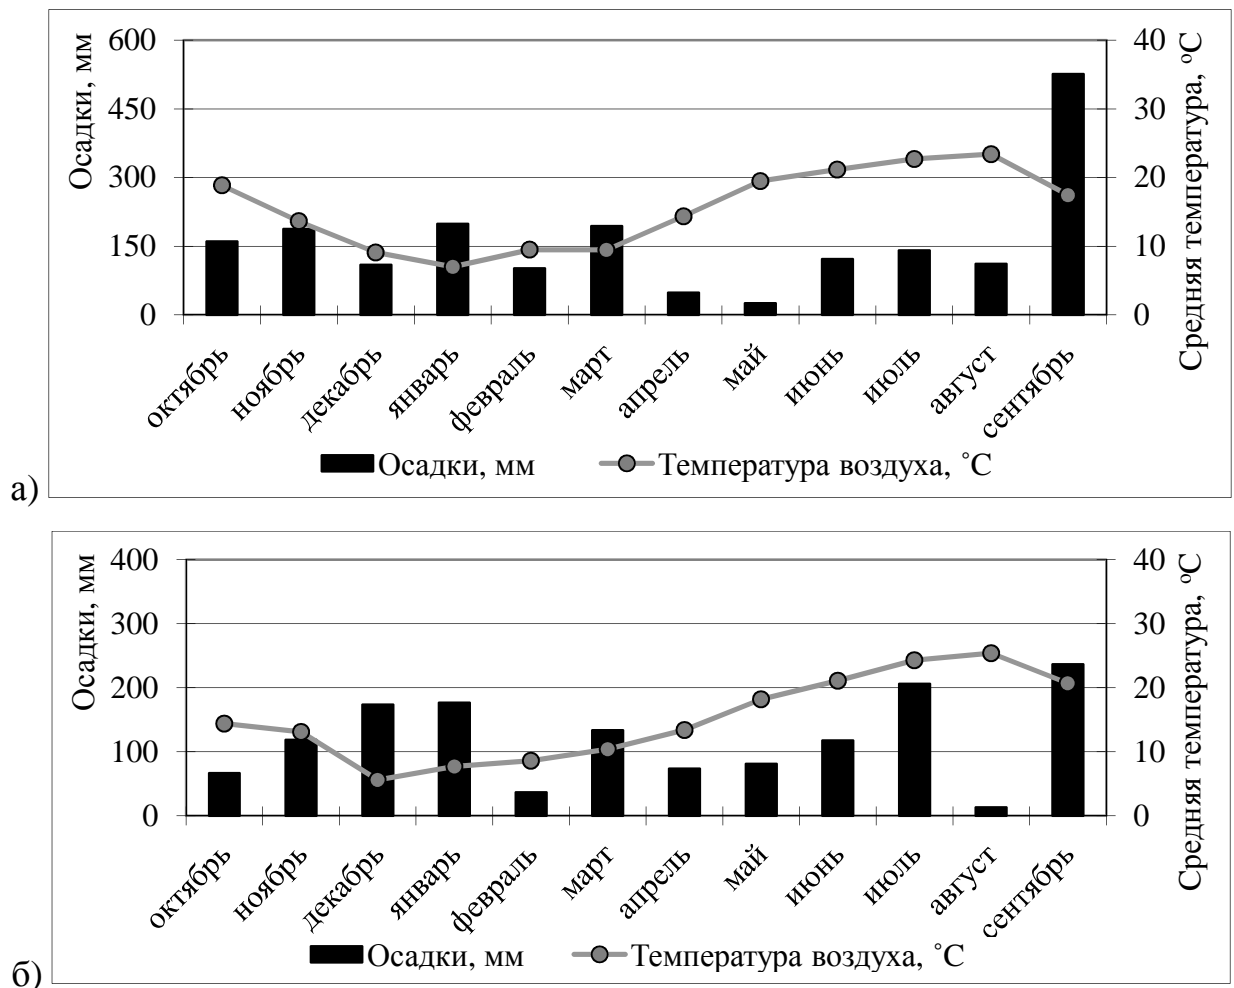 Осадки, мм
600
450
300
150
0
40
30
20
10
0
Средняя температура, ºС
октябрь
ноябрь
декабрь
январь
февраль
март
апрель
май
июнь
июль
август
сентябрь
Осадки, мм
Температура воздуха, ˚С
а)
Осадки, мм
400
300
200
100
0
40
30
20
10
0
Средняя температура, ºС
октябрь
ноябрь
декабрь
январь
февраль
март
апрель
май
июнь
июль
август
сентябрь
Осадки, мм
Температура воздуха, ˚С
б)